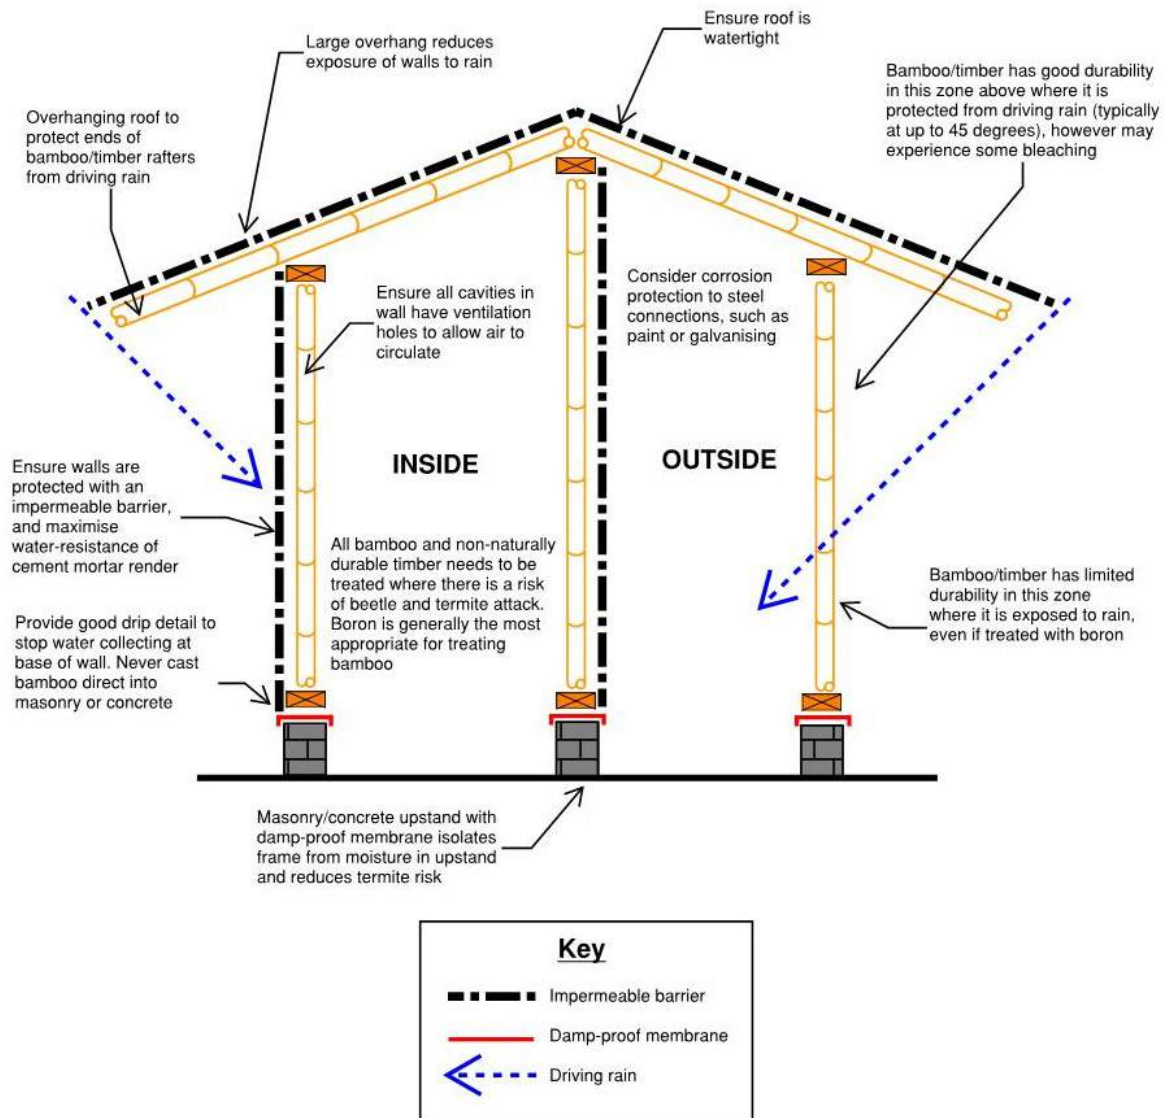 Ensure roof is
watertight
Large overhang reduces
exposure of walls to rain
Bamboo/timber has good durability
in this zone above where it is
protected from driving rain (typically
at up to 45 degrees), however may
experience some bleaching
Overhanging roof to
protect ends of
bamboo/timber rafters
from driving rain
Ensure all cavities in
wall have ventilation
holes to allow air to
circulate
Consider corrosion
protection to steel
connections, such as
paint or galvanising
INSIDE
OUTSIDE
Ensure walls are
protected with an
impermeable barrier,
and maximise
water-resistance of
cement mortar render
All bamboo and non-naturally
durable timber needs to be
treated where there is a risk
of beetle and termite attack.
Boron is generally the most
appropriate for treating
bamboo
Bamboo/timber has limited
durability in this zone
where it is exposed to rain,
even if treated with boron
Provide good drip detail to
stop water collecting at
base of wall. Never cast
bamboo direct into
masonry or concrete
Masonry/concrete upstand with
damp-proof membrane isolates
frame from moisture in upstand
and reduces termite risk
Key
Impermeable barrier
Damp-proof membrane
Driving rain